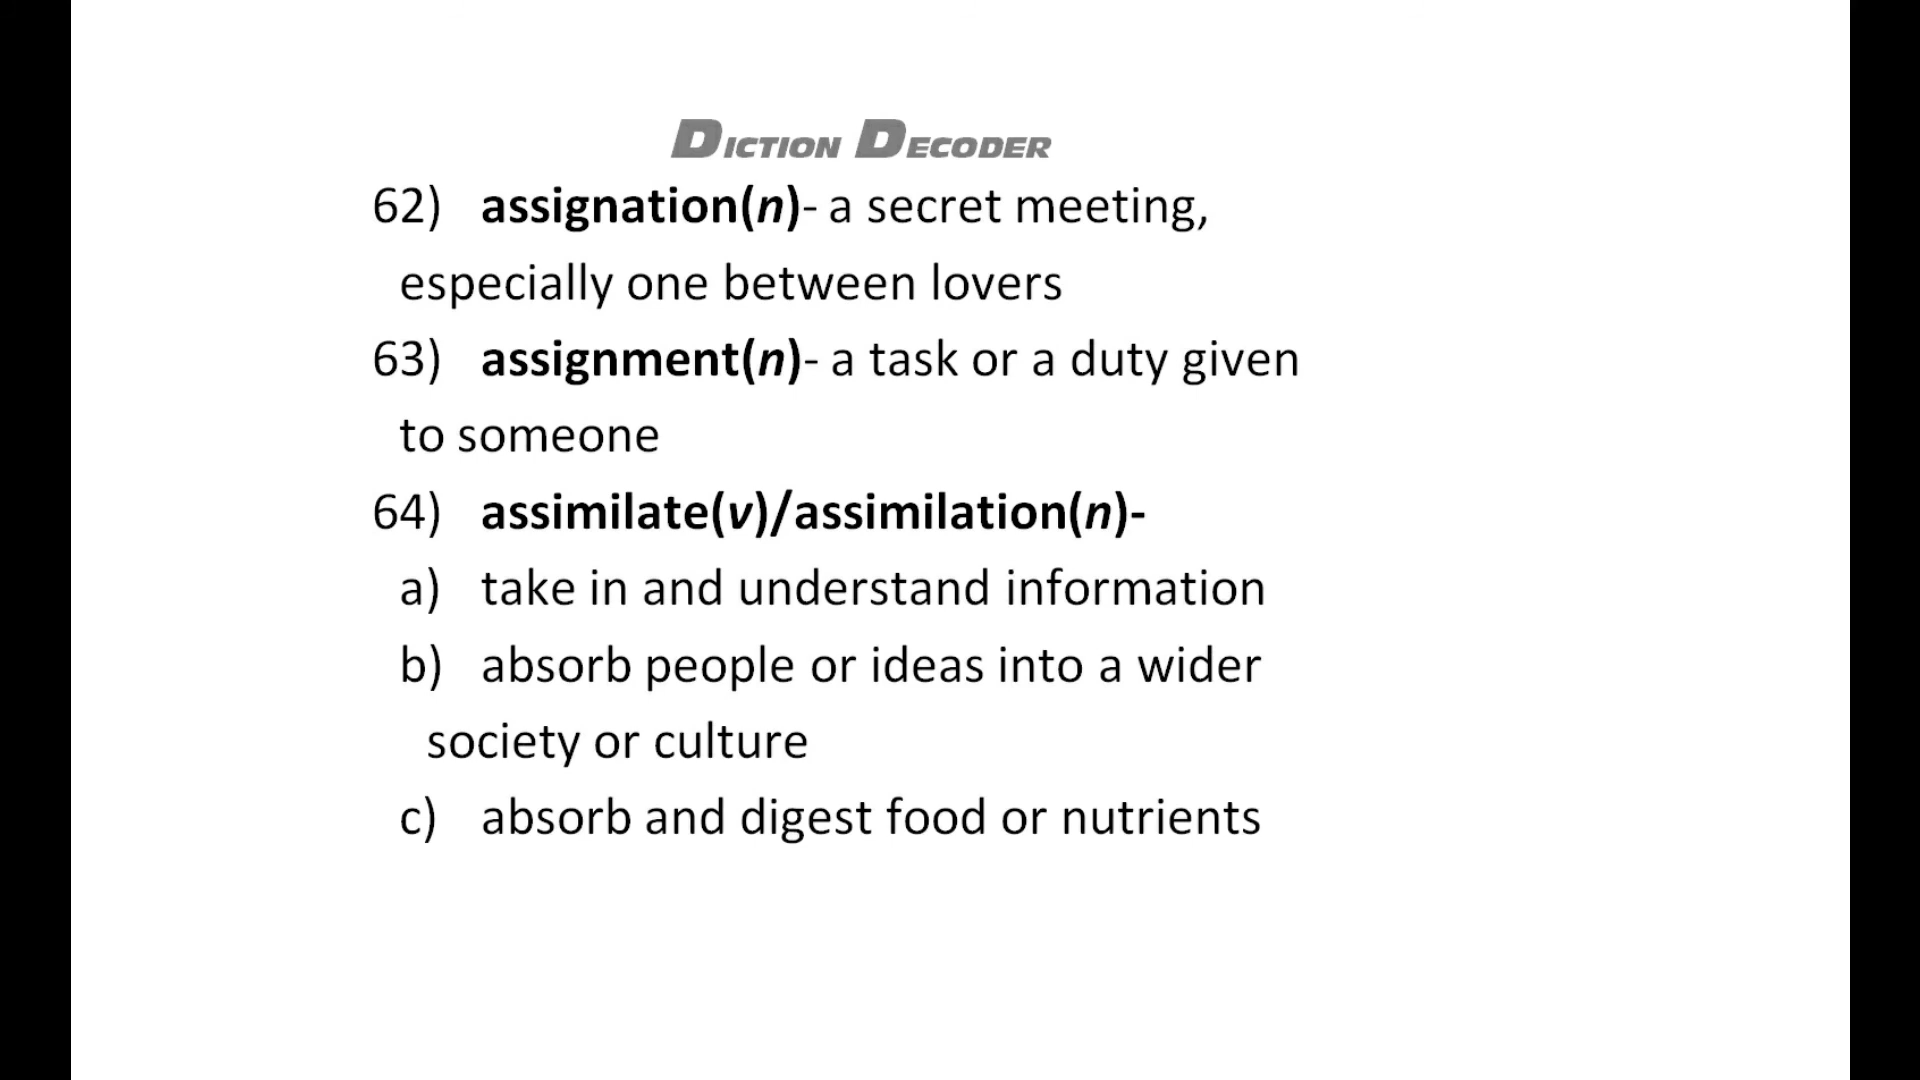 DICTION DECODER
62) assignation(n)- a secret meeting,
especially one between lovers
63) assignment(n)- a task or a duty given
to someone
64) assimilate(v)/assimilation(n)-
a) take in and understand information
b) absorb people or ideas into a wider
society or culture
c) absorb and digest food or nutrients